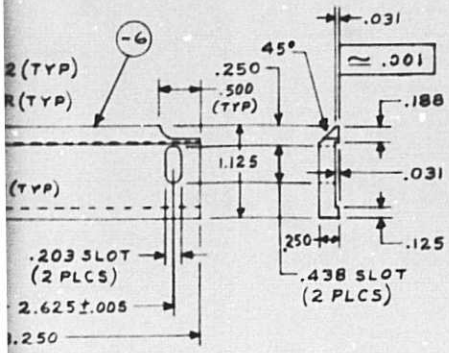 -6
2 (TYP)
R (TYP)
(TYP)
.500
(TYP)
.250
45°
.031
.001
.188
1.125
.031
.250
.125
.203 SLOT
(2 PLCS)
.438 SLOT
(2 PLCS)
2.625±.005
.250